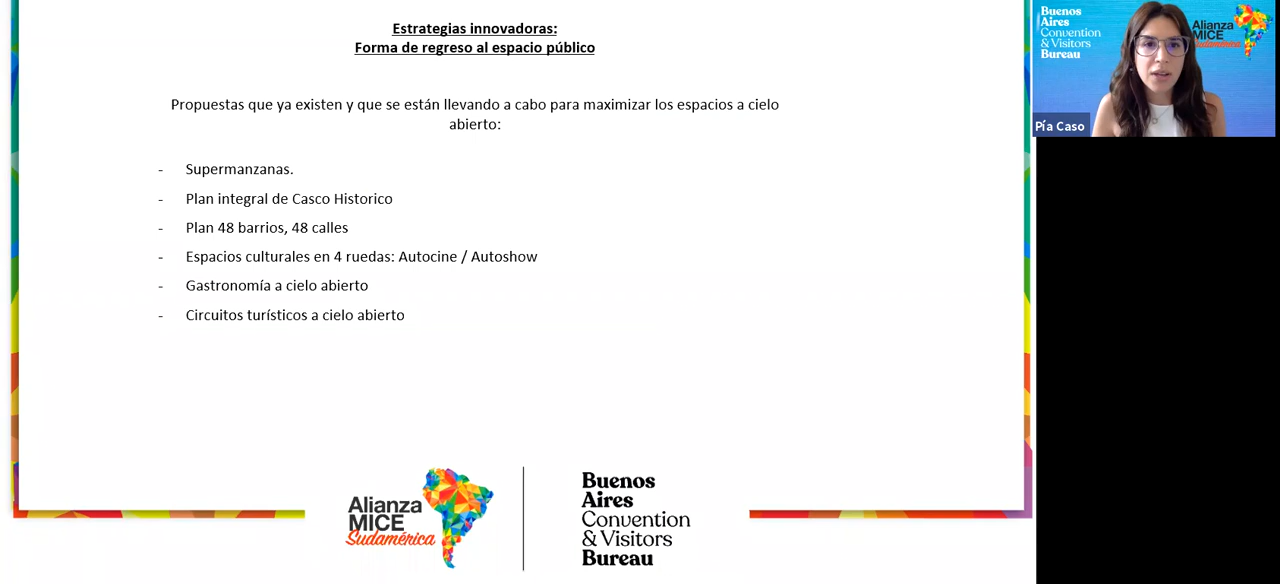 Estrategias innovadoras:
Forma de regreso al espacio público
Propuestas que ya existen y que se están llevando a cabo para maximizar los espacios a cielo
abierto:
- Supermanzanas.
- Plan integral de Casco Historico
- Plan 48 barrios, 48 calles
- Espacios culturales en 4 ruedas: Autocine / Autoshow
- Gastronomía a cielo abierto
- Circuitos turísticos a cielo abierto
Alianza
MICE
Sudamérica
Buenos
Aires
Convention
& Visitors
Bureau
Buenos
Aires
Convention
& Visitors
Bureau
Alianza
MICE
Sudamérica
Pía Caso